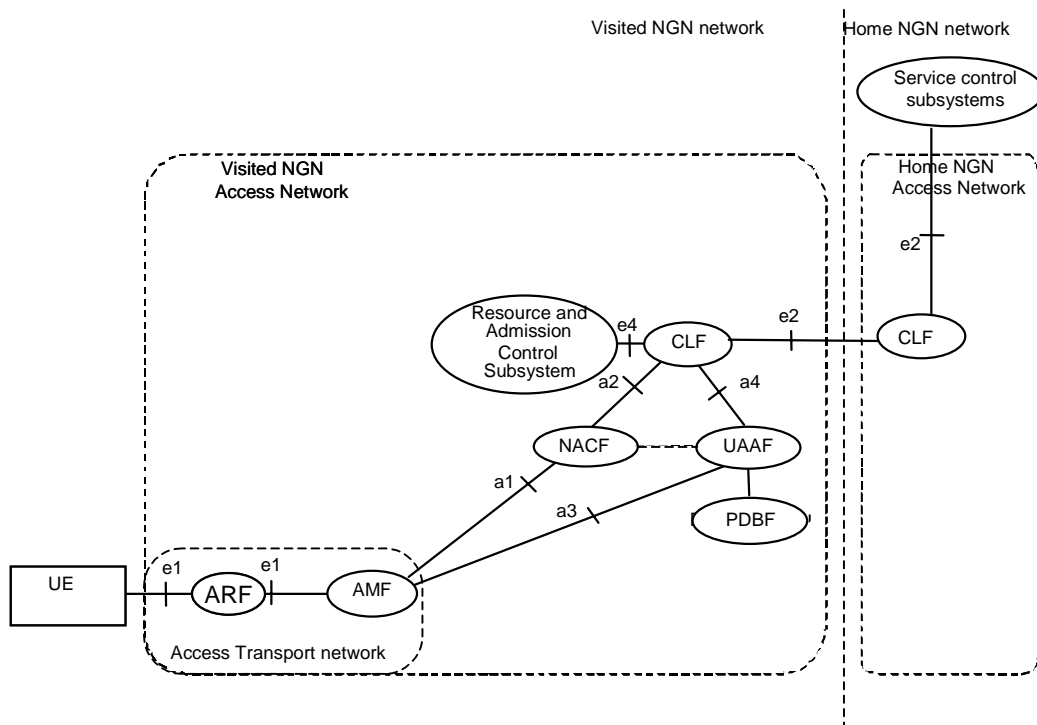 Visited NGN network
Home NGN network
Service control
subsystems
Visited NGN
Access Network
Home NGN
Access Network
e2
Resource and
Admission
Control
Subsystem
e4
CLF
e2
CLF
a2
a4
NACF
UAAF
a1
a3
PDBF
UE
e1
ARF
e1
AMF
Access Transport network